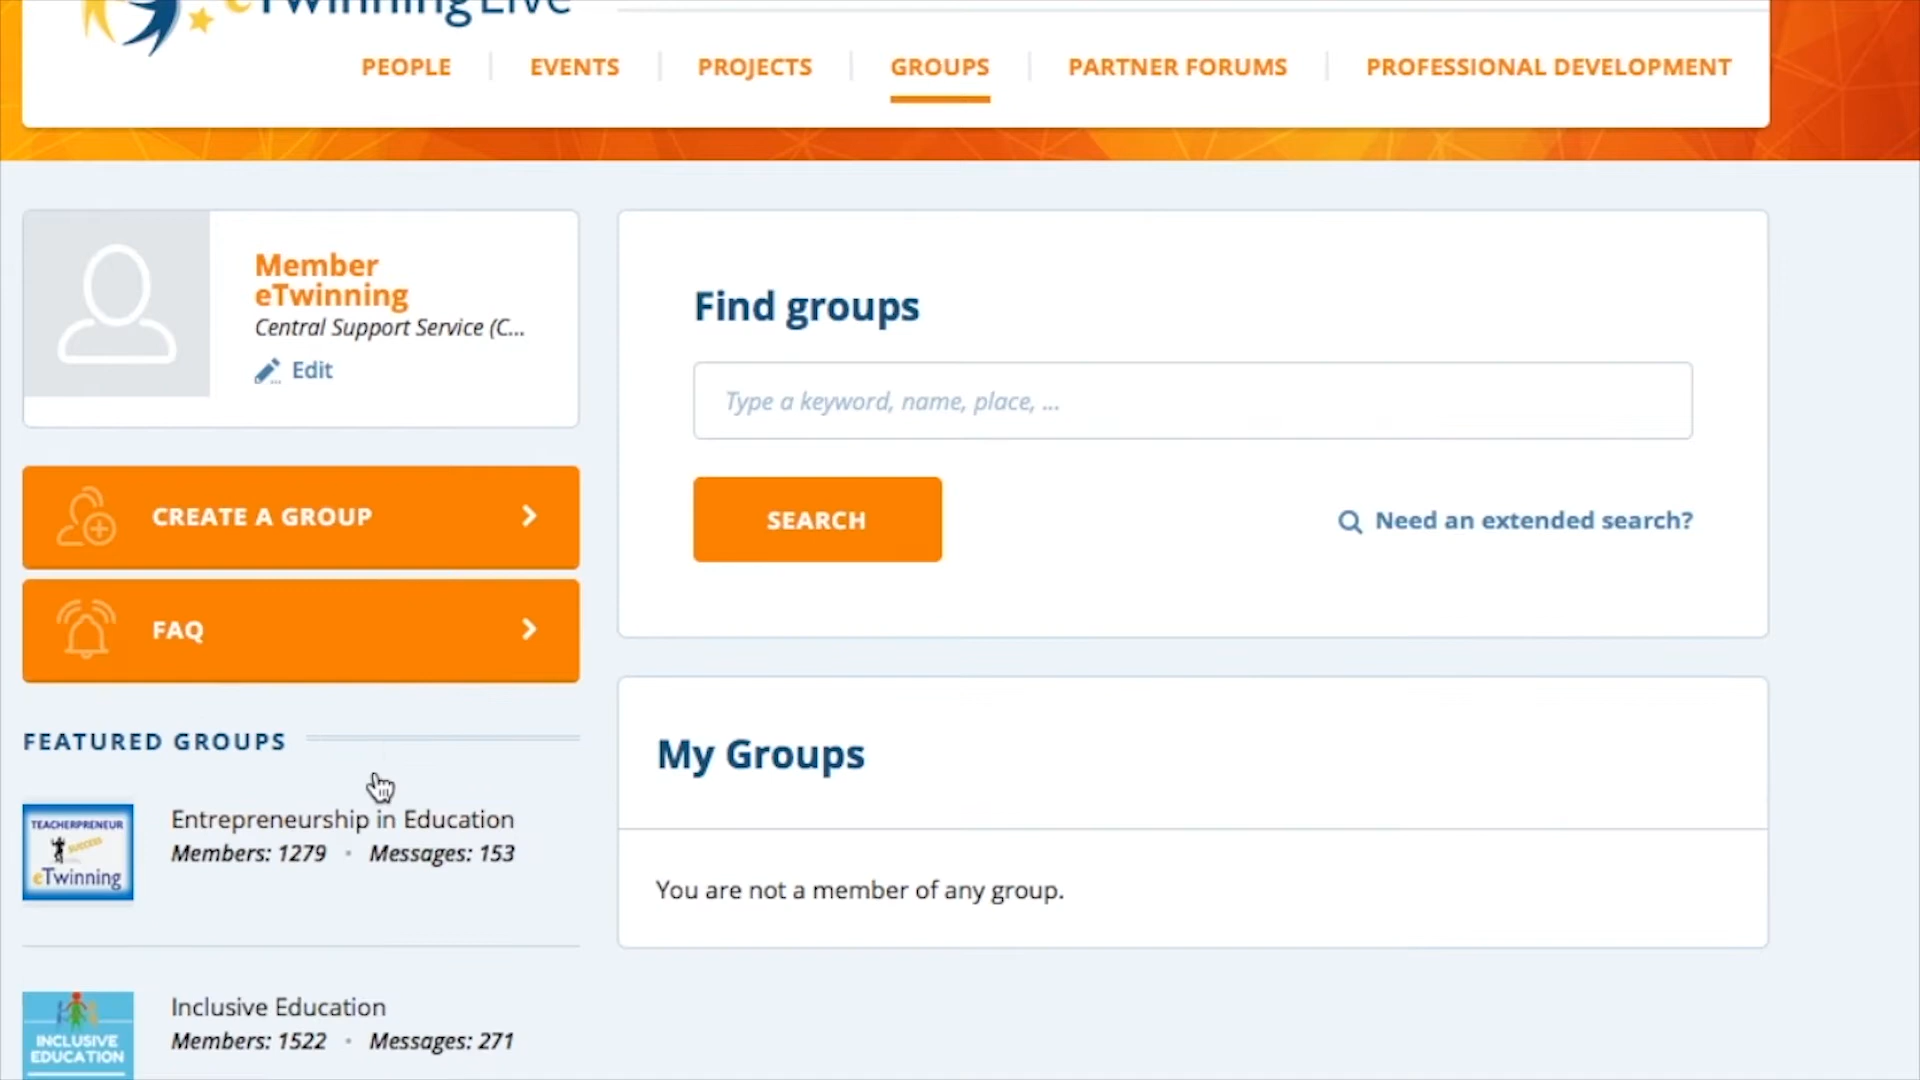 eTwinningLive
PEOPLE
EVENTS
PROJECTS
GROUPS
PARTNER FORUMS
PROFESSIONAL DEVELOPMENT
Member
eTwinning
Central Support Service (C...
Edit
CREATE A GROUP
FAQ
FEATURED GROUPS
TEACHERPRENEUR
SUCCESS
eTwinning
Entrepreneurship in Education
Members: 1279 • Messages: 153
INCLUSIVE
EDUCATION
Inclusive Education
Members: 1522 • Messages: 271
Find groups
Type a keyword, name, place, ...
SEARCH
Need an extended search?
My Groups
You are not a member of any group.